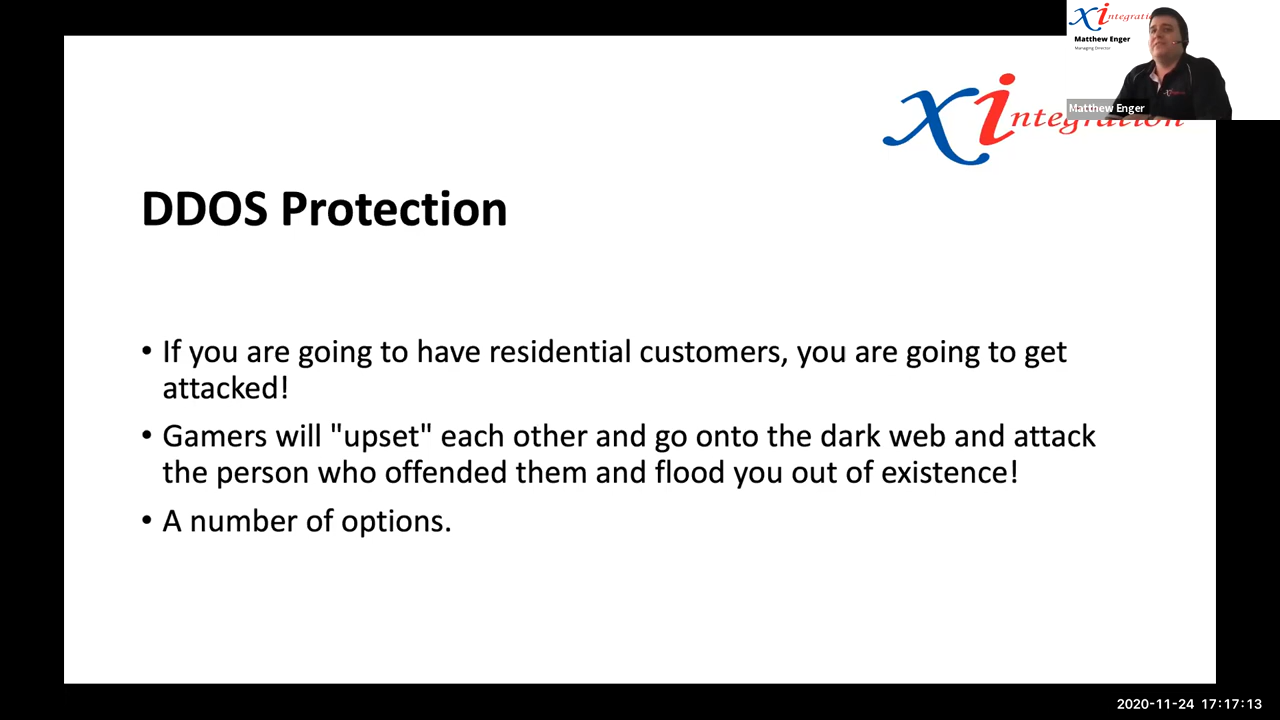 xintegrati
Matthew Enger
Managing Director
Matthew Enger
xintegration
DDOS Protection
• If you are going to have residential customers, you are going to get
attacked!
• Gamers will "upset" each other and go onto the dark web and attack
the person who offended them and flood you out of existence!
• A number of options.
2020-11-24 17:17:13